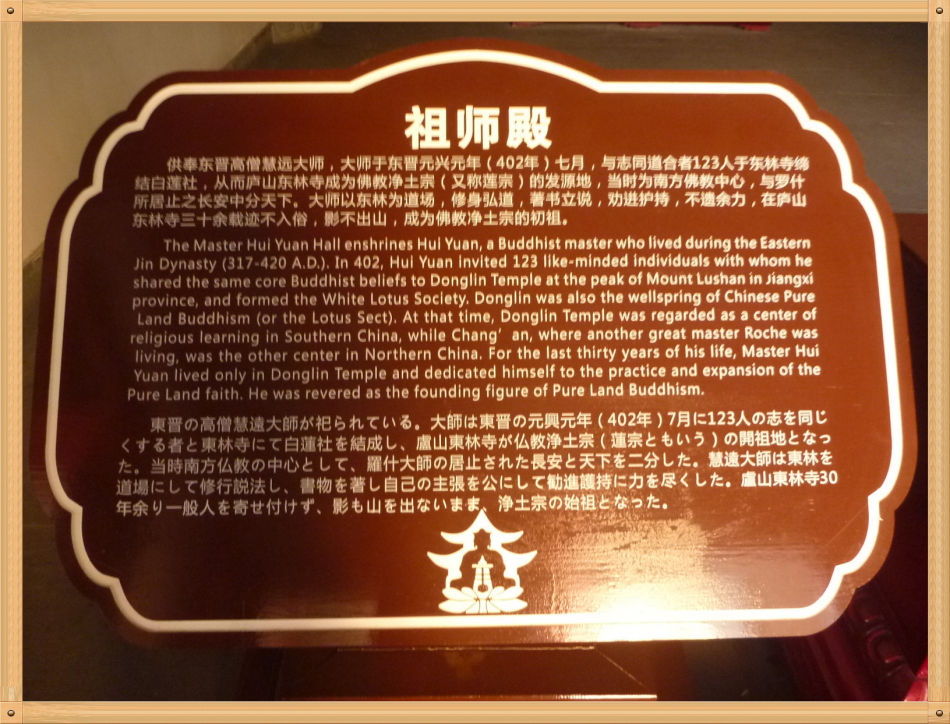 祖师殿
供奉东晋高僧慧远大师，大师于东晋元兴元年（402年）七月，与志同道合者123人于东林寺缔
结白莲社，从而庐山东林寺成为佛教净土宗（又称莲宗）的发源地，当时为南方佛教中心，与罗什
所居止之长安中分天下。大师以东林为道场，修身弘道，著书立说，劝进护持，不遗余力，在庐山
东林寺三十余载迹不入俗，影不出山，成为佛教净土宗的初祖。
The Master Hui Yuan Hall enshrines Hui Yuan, a Buddhist master who lived during the Eastern
Jin Dynasty (317-420 A.D.). In 402, Hui Yuan invited 123 like-minded individuals with whom he
shared the same core Buddhist beliefs to Donglin Temple at the peak of Mount Lushan in Jiangxi
province, and formed the White Lotus Society. Donglin was also the wellspring of Chinese Pure
Land Buddhism (or the Lotus Sect). At that time, Donglin Temple was regarded as a center of
religious learning in Southern China, while Chang’an, where another great master Roche was
living, was the other center in Northern China. For the last thirty years of his life, Master Hui
Yuan lived only in Donglin Temple and dedicated himself to the practice and expansion of the
Pure Land faith. He was revered as the founding figure of Pure Land Buddhism.
東晋の高僧慧遠大師が祀られている。大師は東晋の元興元年（402年）7月に123人の志を同じ
くする者と東林寺にて白蓮社を結成し、廬山東林寺が仏教浄土宗（蓮宗ともいう）の開祖地となっ
た。当時南方仏教の中心として、羅什大師の居止された長安と天下を二分した。慧遠大師は東林を
道場にして修行説法し、書物を著し自己の主張を公にして勧進護持に力を尽くした。廬山東林寺30
年余り一般人を寄せ付けず、影も山を出ないまま、浄土宗の始祖となった。